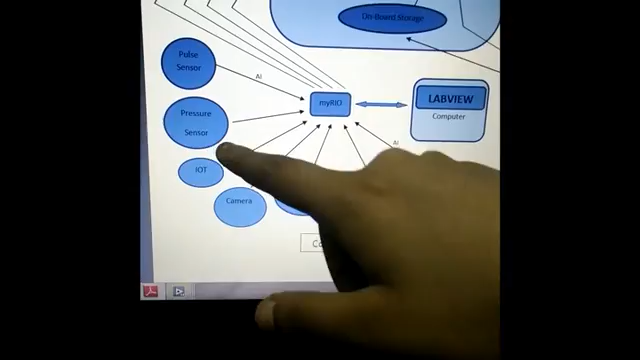 On-Board Storage
Pulse
Sensor
AI
myRIO
LABVIEW
Computer
Pressure
Sensor
AI
IOT
Camera